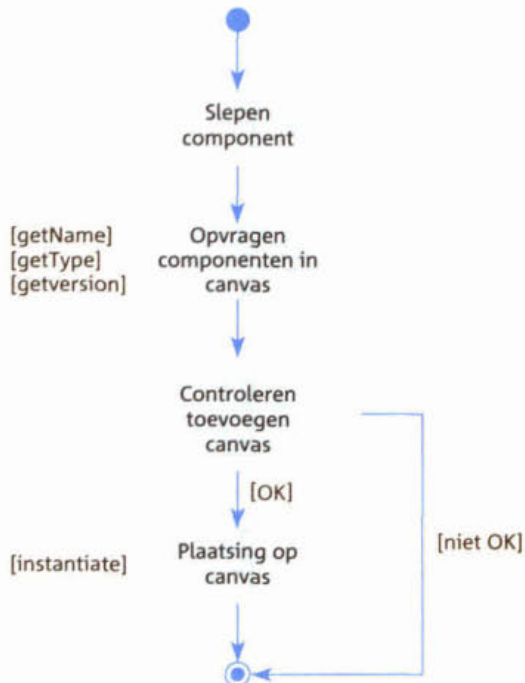 Slepen
component
[getName]
[getType]
[getversion]
Opvragen
componenten in
canvas
Controleren
toevoegen
canvas
[OK]
[niet OK]
[instantiate]
Plaatsing op
canvas